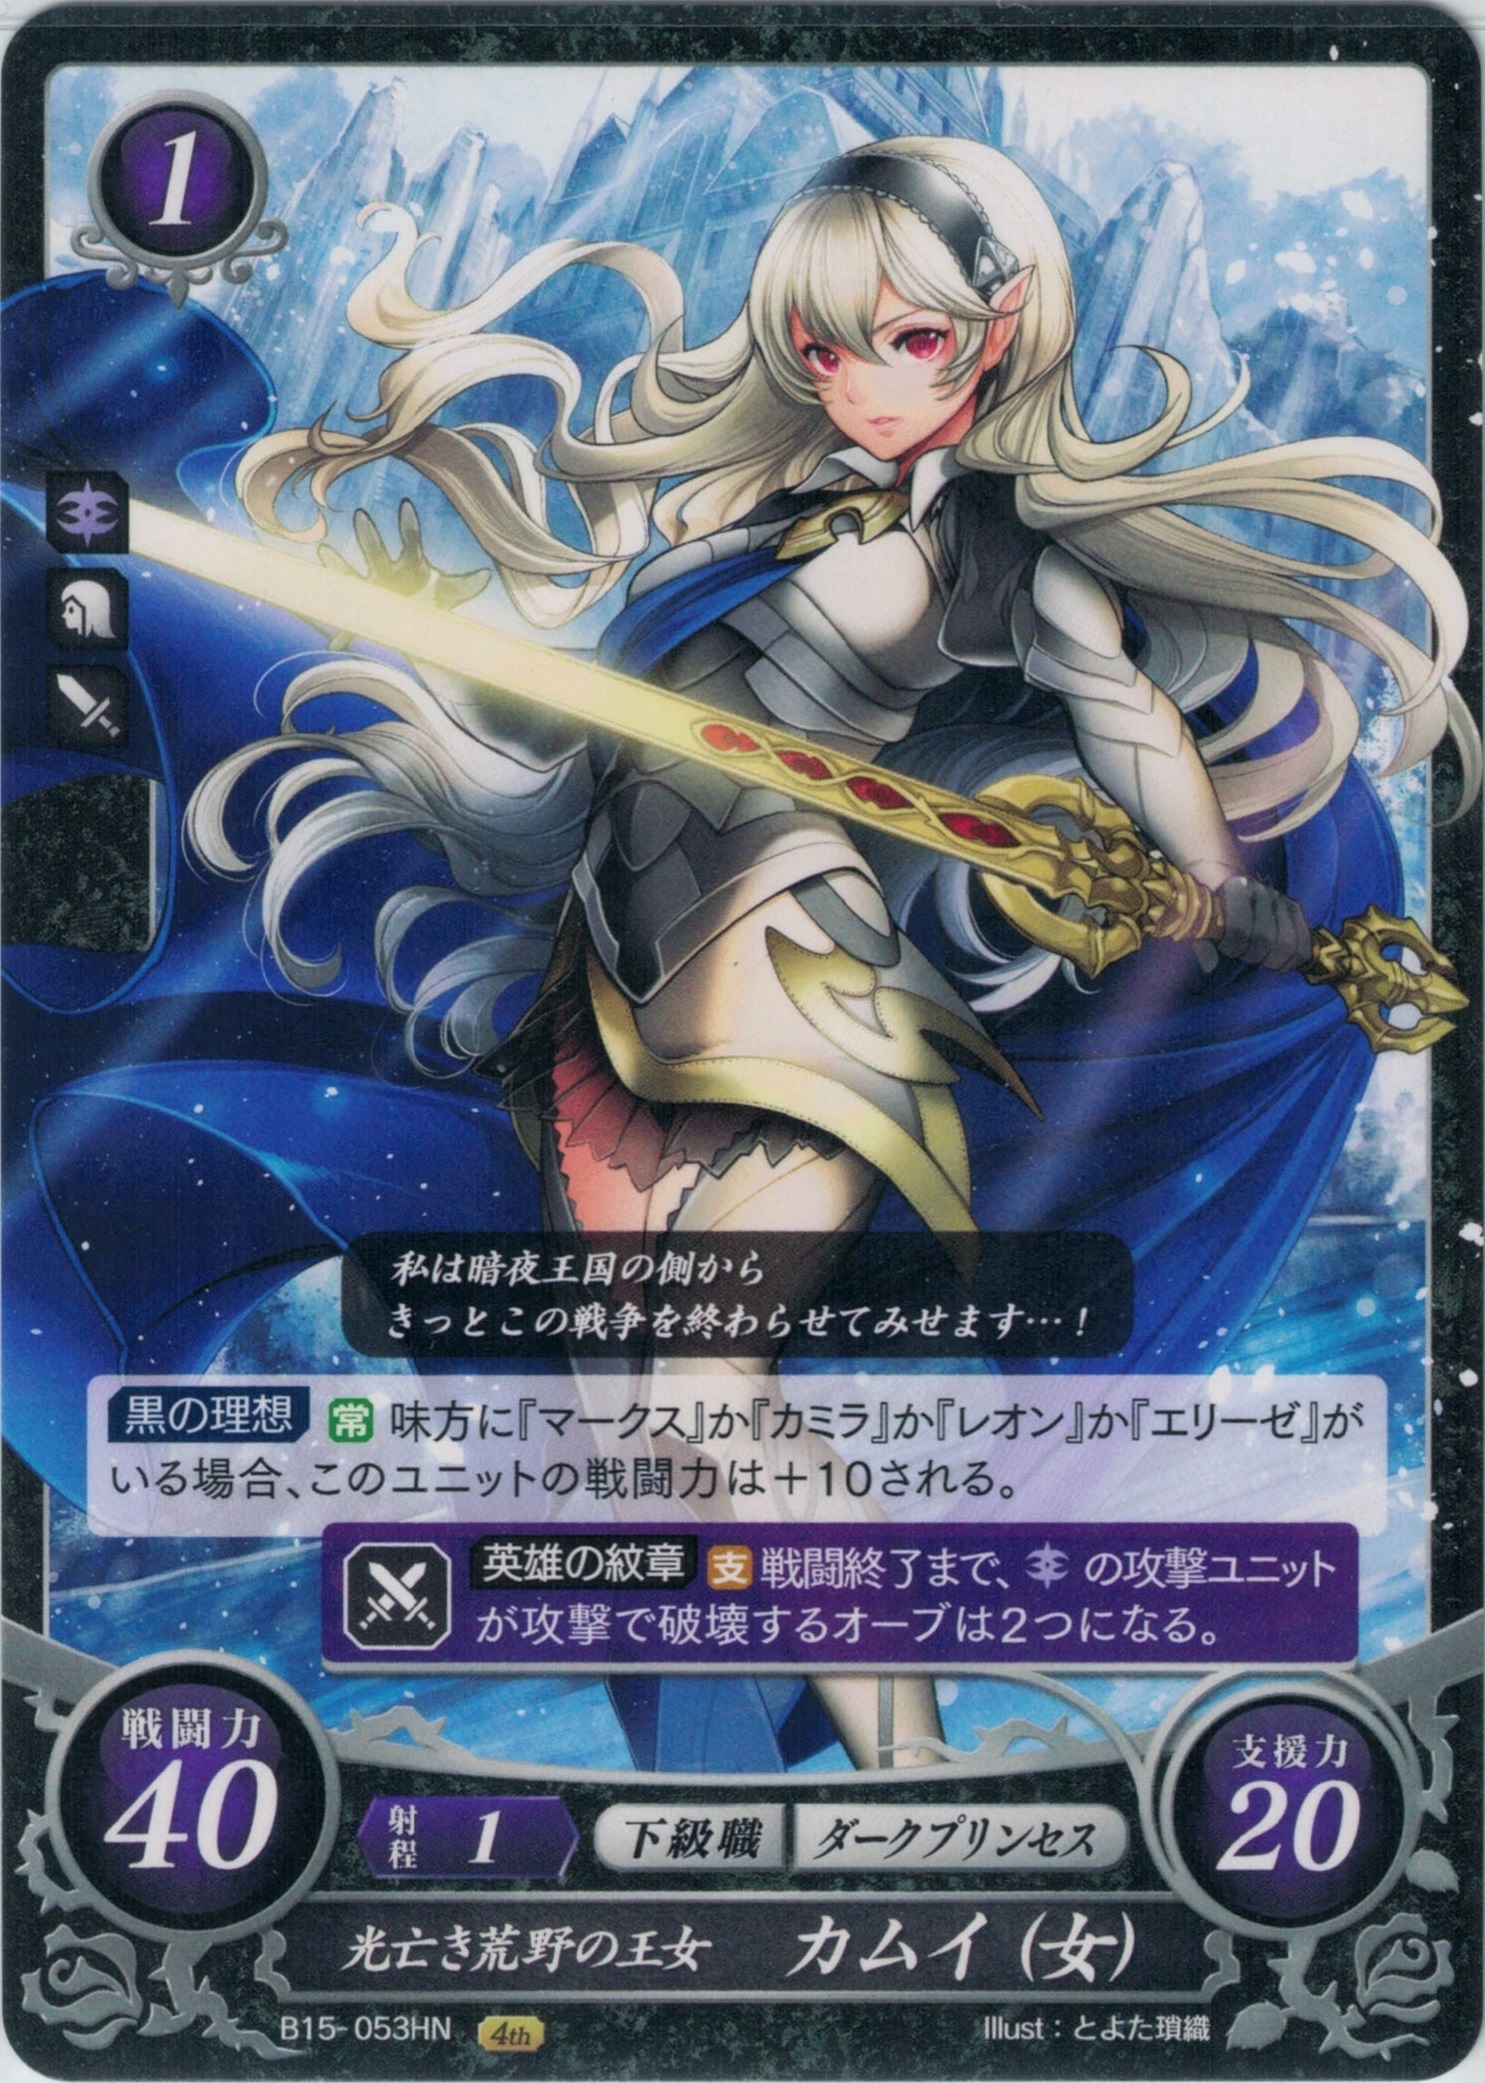 1
私は暗夜王国の側から
きっとこの戦争を終わらせてみせます…！
黒の理想 常 味方に『マークス』か『カミラ』か『レオン』か『エリーゼ』が
いる場合、このユニットの戦闘力は＋10される。
英雄の紋章 支 戦闘終了まで、の攻撃ユニット
が攻撃で破壊するオーブは2つになる。
戦闘力
40
射程 1
下級職 ダークプリンセス
支援力
20
光亡き荒野の王女 カムイ（女）
B15-053HN 4th Illust：とよた瑣織